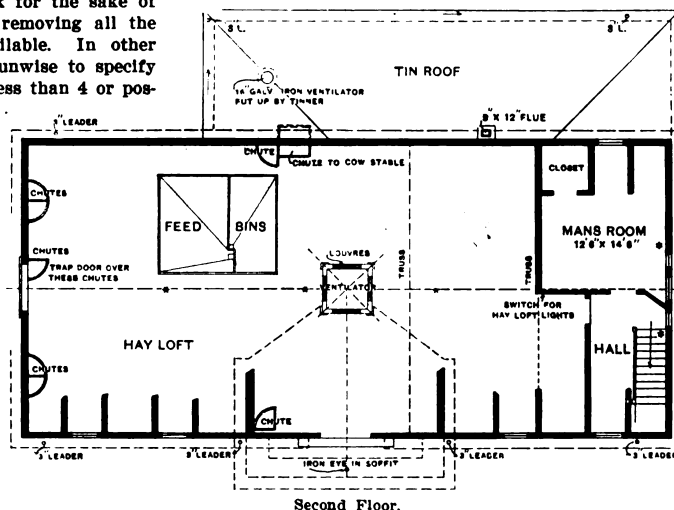 k for the sake of
removing all the
ilable. In other
unwise to specify
ess than 4 or pos-
S.L.
S.L.
TIN ROOF
16" GALV. IRON VENTILATOR
PUT UP BY TINNER
3" LEADER
8" X 12" FLUE
CHUTE
CHUTE TO COW STABLE
CLOSET
CHUTES
FEED BINS
MANS ROOM
12'6" X 14'6"
CHUTES
TRAP DOOR OVER
THESE CHUTES
LOUVRES
VENTILATOR
TRUSS
TRUSS
SWITCH FOR
HAY LOFT LIGHTS
HAY LOFT
HALL
CHUTES
CHUTE
3" LEADER
3" LEADER
IRON EYE IN SOFFIT
3" LEADER
3" LEADER
Second Floor.